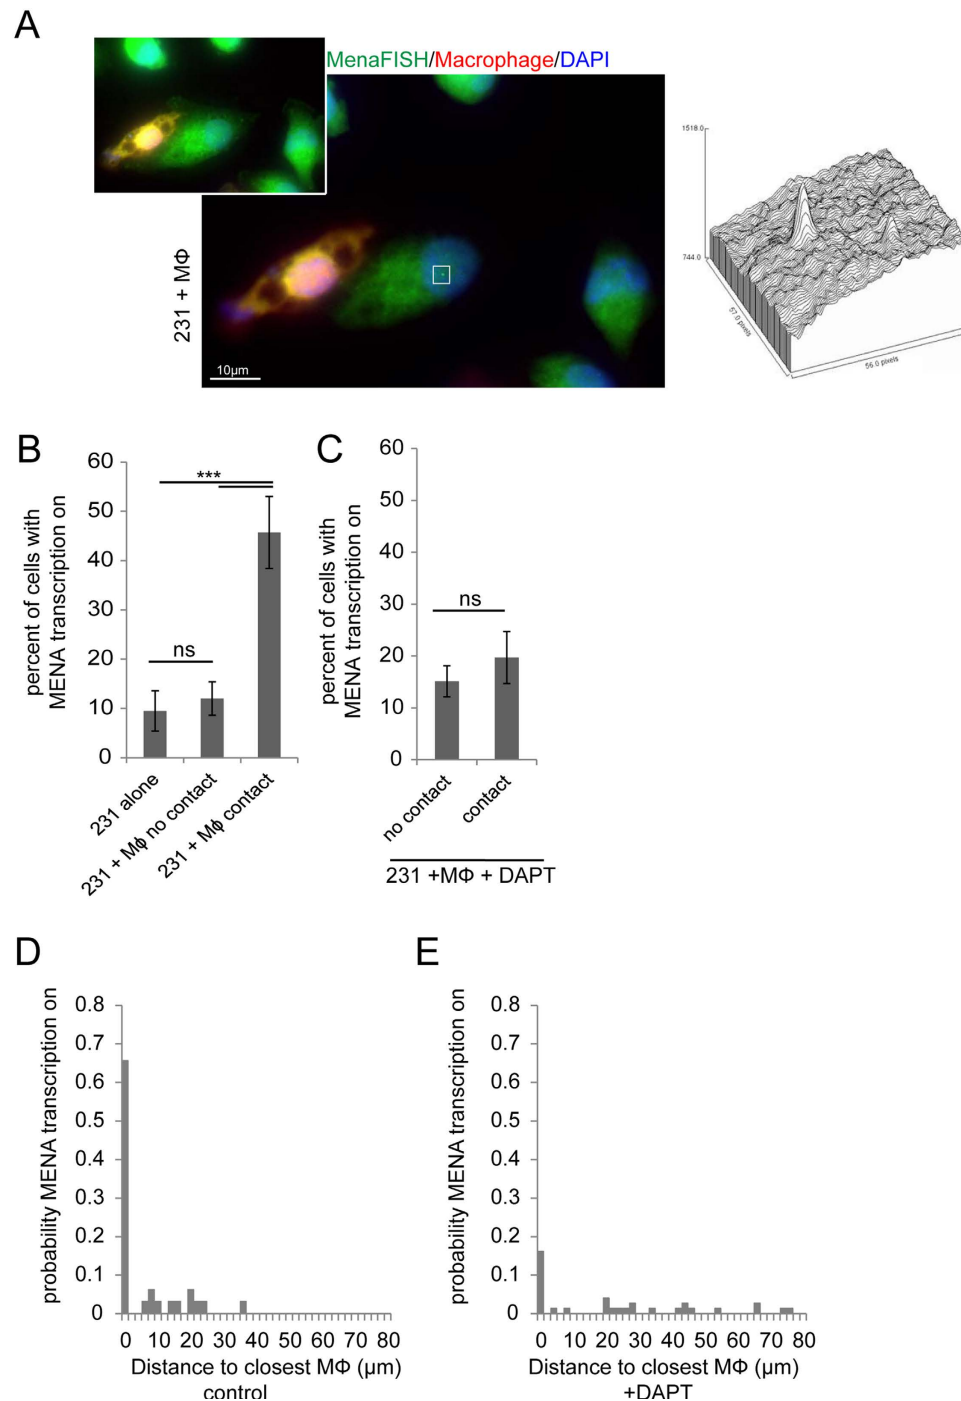 A
MenaFISH/Macrophage/DAPI
231 + MΦ
10µm
1518.0
744.0
57.0 pixels
56.0 pixels
B
percent of cells with
MENA transcription on
60
50
40
30
20
10
0
***
ns
231 alone
231 + Mϕ no contact
231 + Mϕ contact
C
percent of cells with
MENA transcription on
60
50
40
30
20
10
0
ns
no contact
contact
231 +MΦ + DAPT
D
probability MENA transcription on
0.8
0.7
0.6
0.5
0.4
0.3
0.2
0.1
0
0 10 20 30 40 50 60 70 80
Distance to closest MΦ (µm)
control
E
probability MENA transcription on
0.8
0.7
0.6
0.5
0.4
0.3
0.2
0.1
0
0 10 20 30 40 50 60 70 80
Distance to closest MΦ (µm)
+DAPT